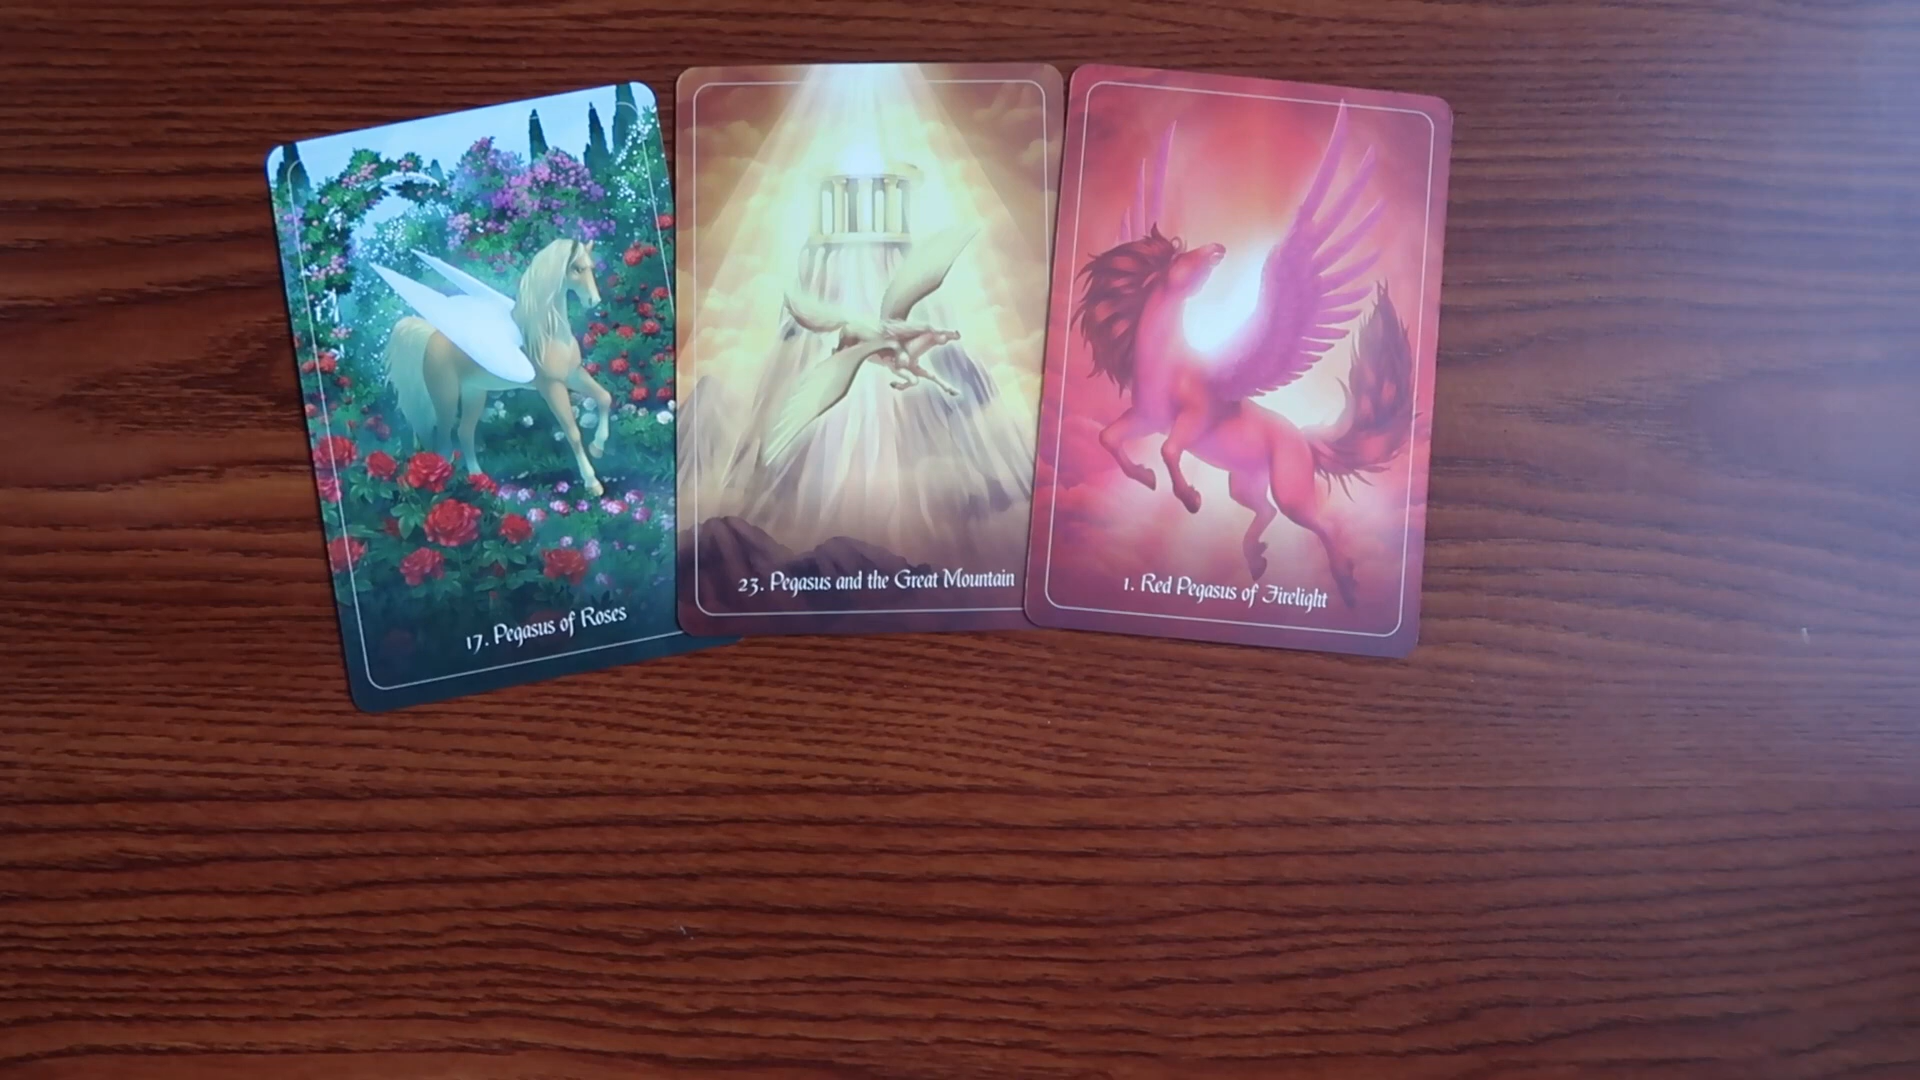 17. Pegasus of Roses
23. Pegasus and the Great Mountain
1. Red Pegasus of Firelight